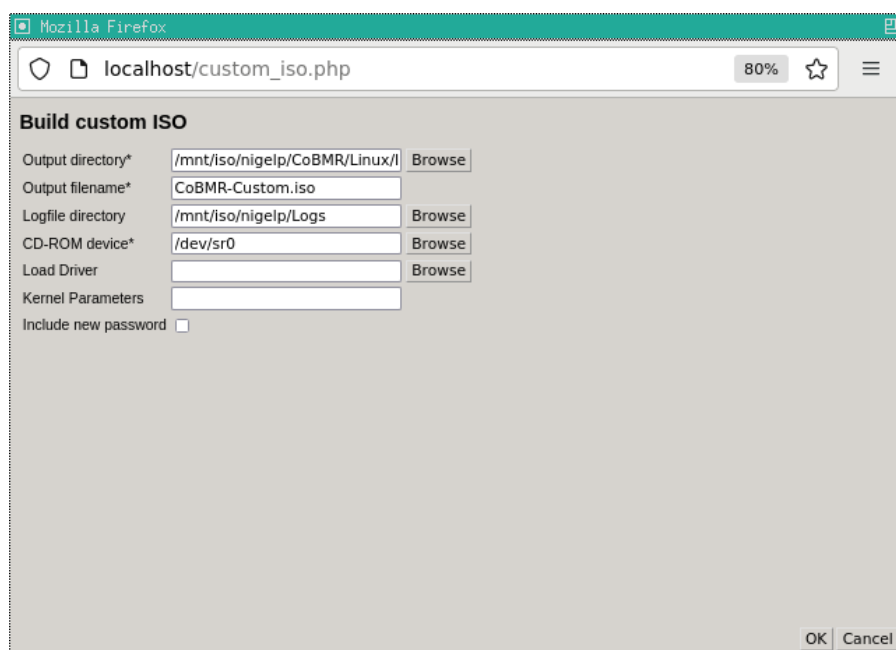 Mozilla Firefox
localhost/custom_iso.php 80%
Build custom ISO
Output directory* /mnt/iso/nigelp/CoBMR/Linux/I Browse
Output filename* CoBMR-Custom.iso
Logfile directory /mnt/iso/nigelp/Logs Browse
CD-ROM device* /dev/sr0 Browse
Load Driver Browse
Kernel Parameters
Include new password
OK Cancel